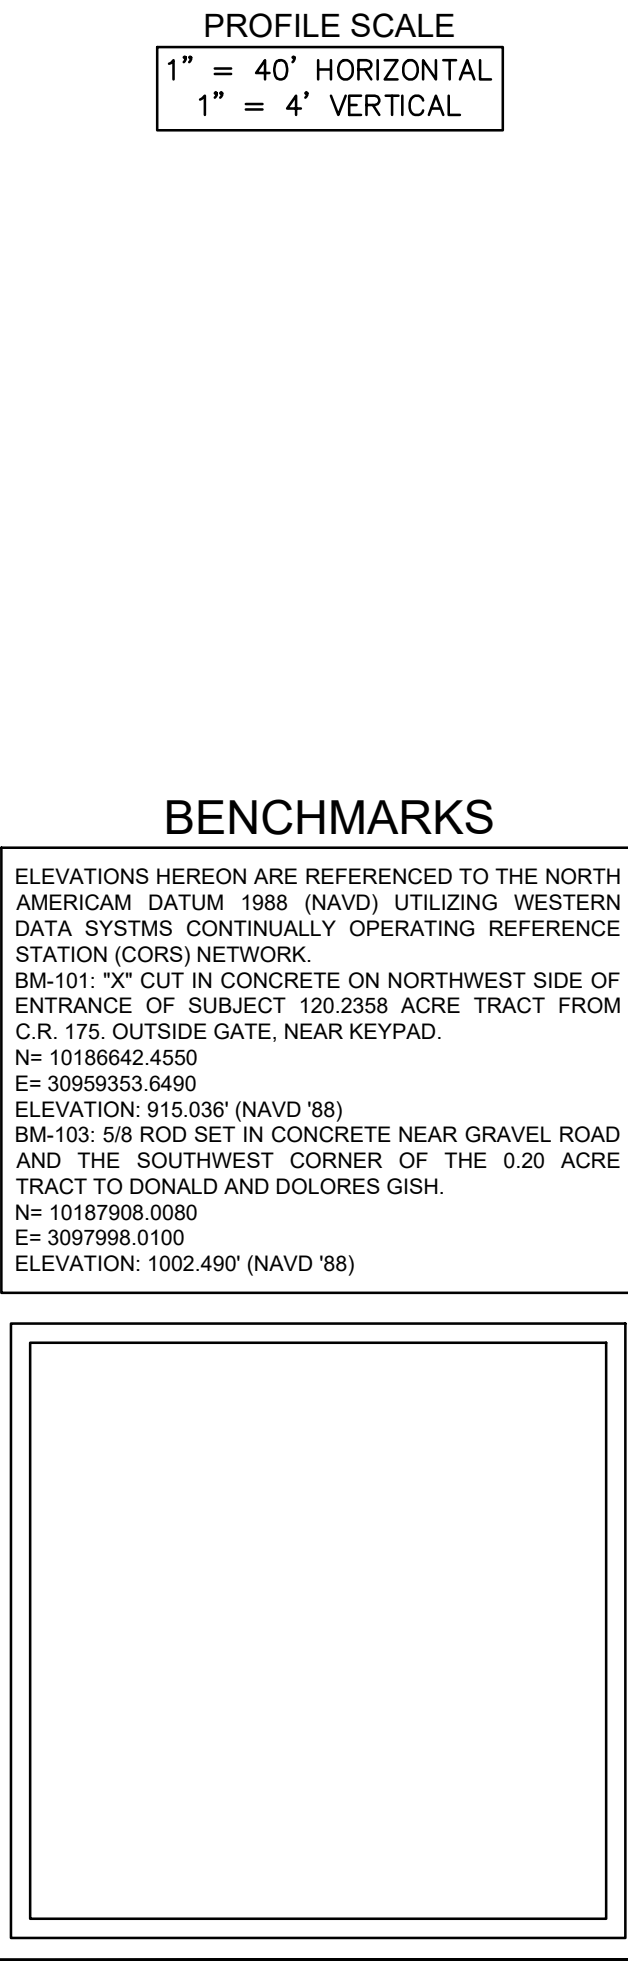 PROFILE SCALE
1" = 40' HORIZONTAL
1" = 4' VERTICAL
BENCHMARKS
ELEVATIONS HEREON ARE REFERENCED TO THE NORTH
AMERICAM DATUM 1988 (NAVD) UTILIZING WESTERN
DATA SYSTMS CONTINUALLY OPERATING REFERENCE
STATION (CORS) NETWORK.
BM-101: "X" CUT IN CONCRETE ON NORTHWEST SIDE OF
ENTRANCE OF SUBJECT 120.2358 ACRE TRACT FROM
C.R. 175. OUTSIDE GATE, NEAR KEYPAD.
N= 10186642.4550
E= 30959353.6490
ELEVATION: 915.036' (NAVD '88)
BM-103: 5/8 ROD SET IN CONCRETE NEAR GRAVEL ROAD
AND THE SOUTHWEST CORNER OF THE 0.20 ACRE
TRACT TO DONALD AND DOLORES GISH.
N= 10187908.0080
E= 3097998.0100
ELEVATION: 1002.490' (NAVD '88)